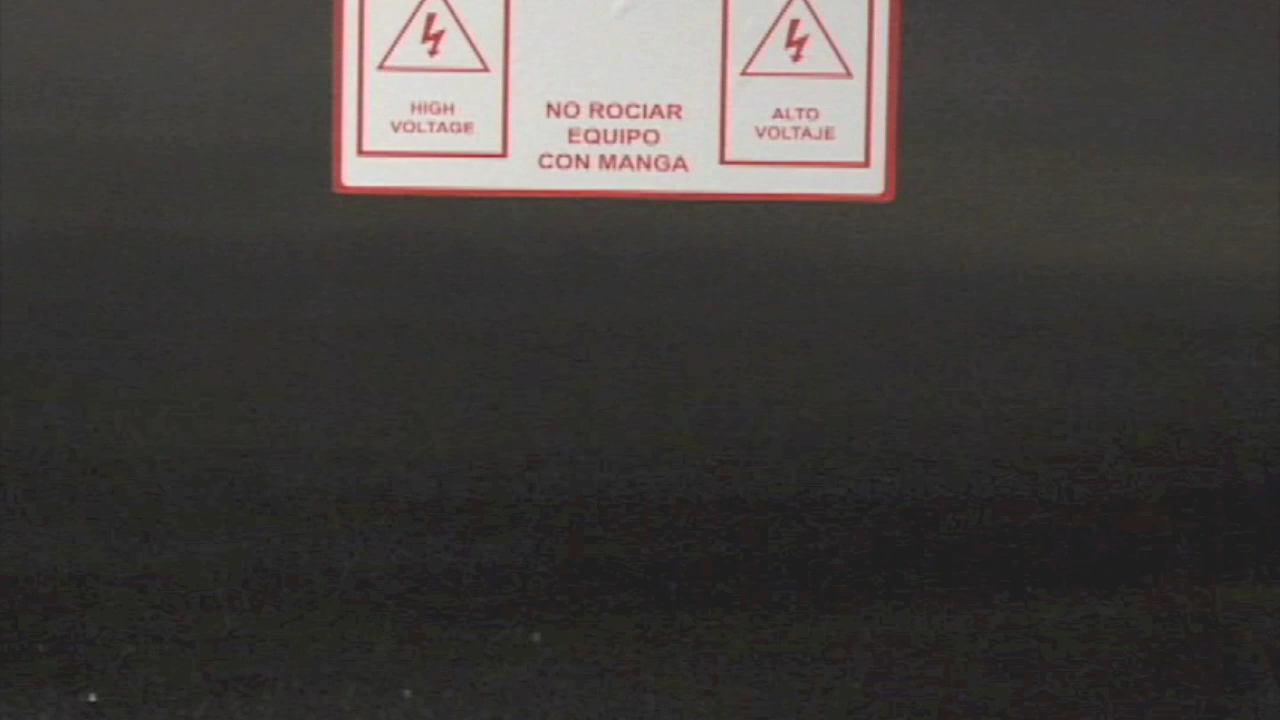 HIGH
VOLTAGE
NO ROCIAR
EQUIPO
CON MANGA
ALTO
VOLTAJE